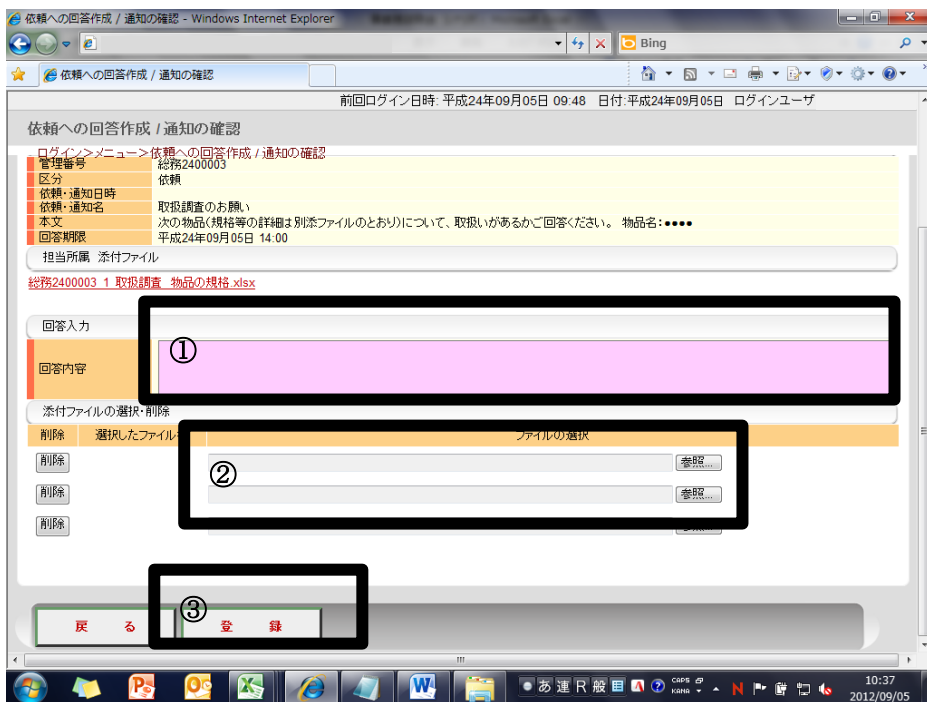 依頼への回答作成 / 通知の確認 - Windows Internet Explorer
Bing
依頼への回答作成 / 通知の確認
前回ログイン日時: 平成24年09月05日 09:48 日付:平成24年09月05日 ログインユーザ
依頼への回答作成 / 通知の確認
ログイン>メニュー>依頼への回答作成 / 通知の確認
管理番号 総務2400003
区分 依頼
依頼・通知日時
依頼・通知名 取扱調査のお願い
本文 次の物品(規格等の詳細は別添ファイルのとおり)について、取扱いがあるかご回答ください。 物品名:●●●●
回答期限 平成24年09月05日 14:00
担当所属 添付ファイル
総務2400003_1_取扱調査 物品の規格.xlsx
回答入力
①
回答内容
添付ファイルの選択・削除
削除 選択したファイル ファイルの選択
削除 参照...
②
削除 参照...
削除
③
戻る 登録
あ 連 R 般 CAPS KANA 10:37
2012/09/05